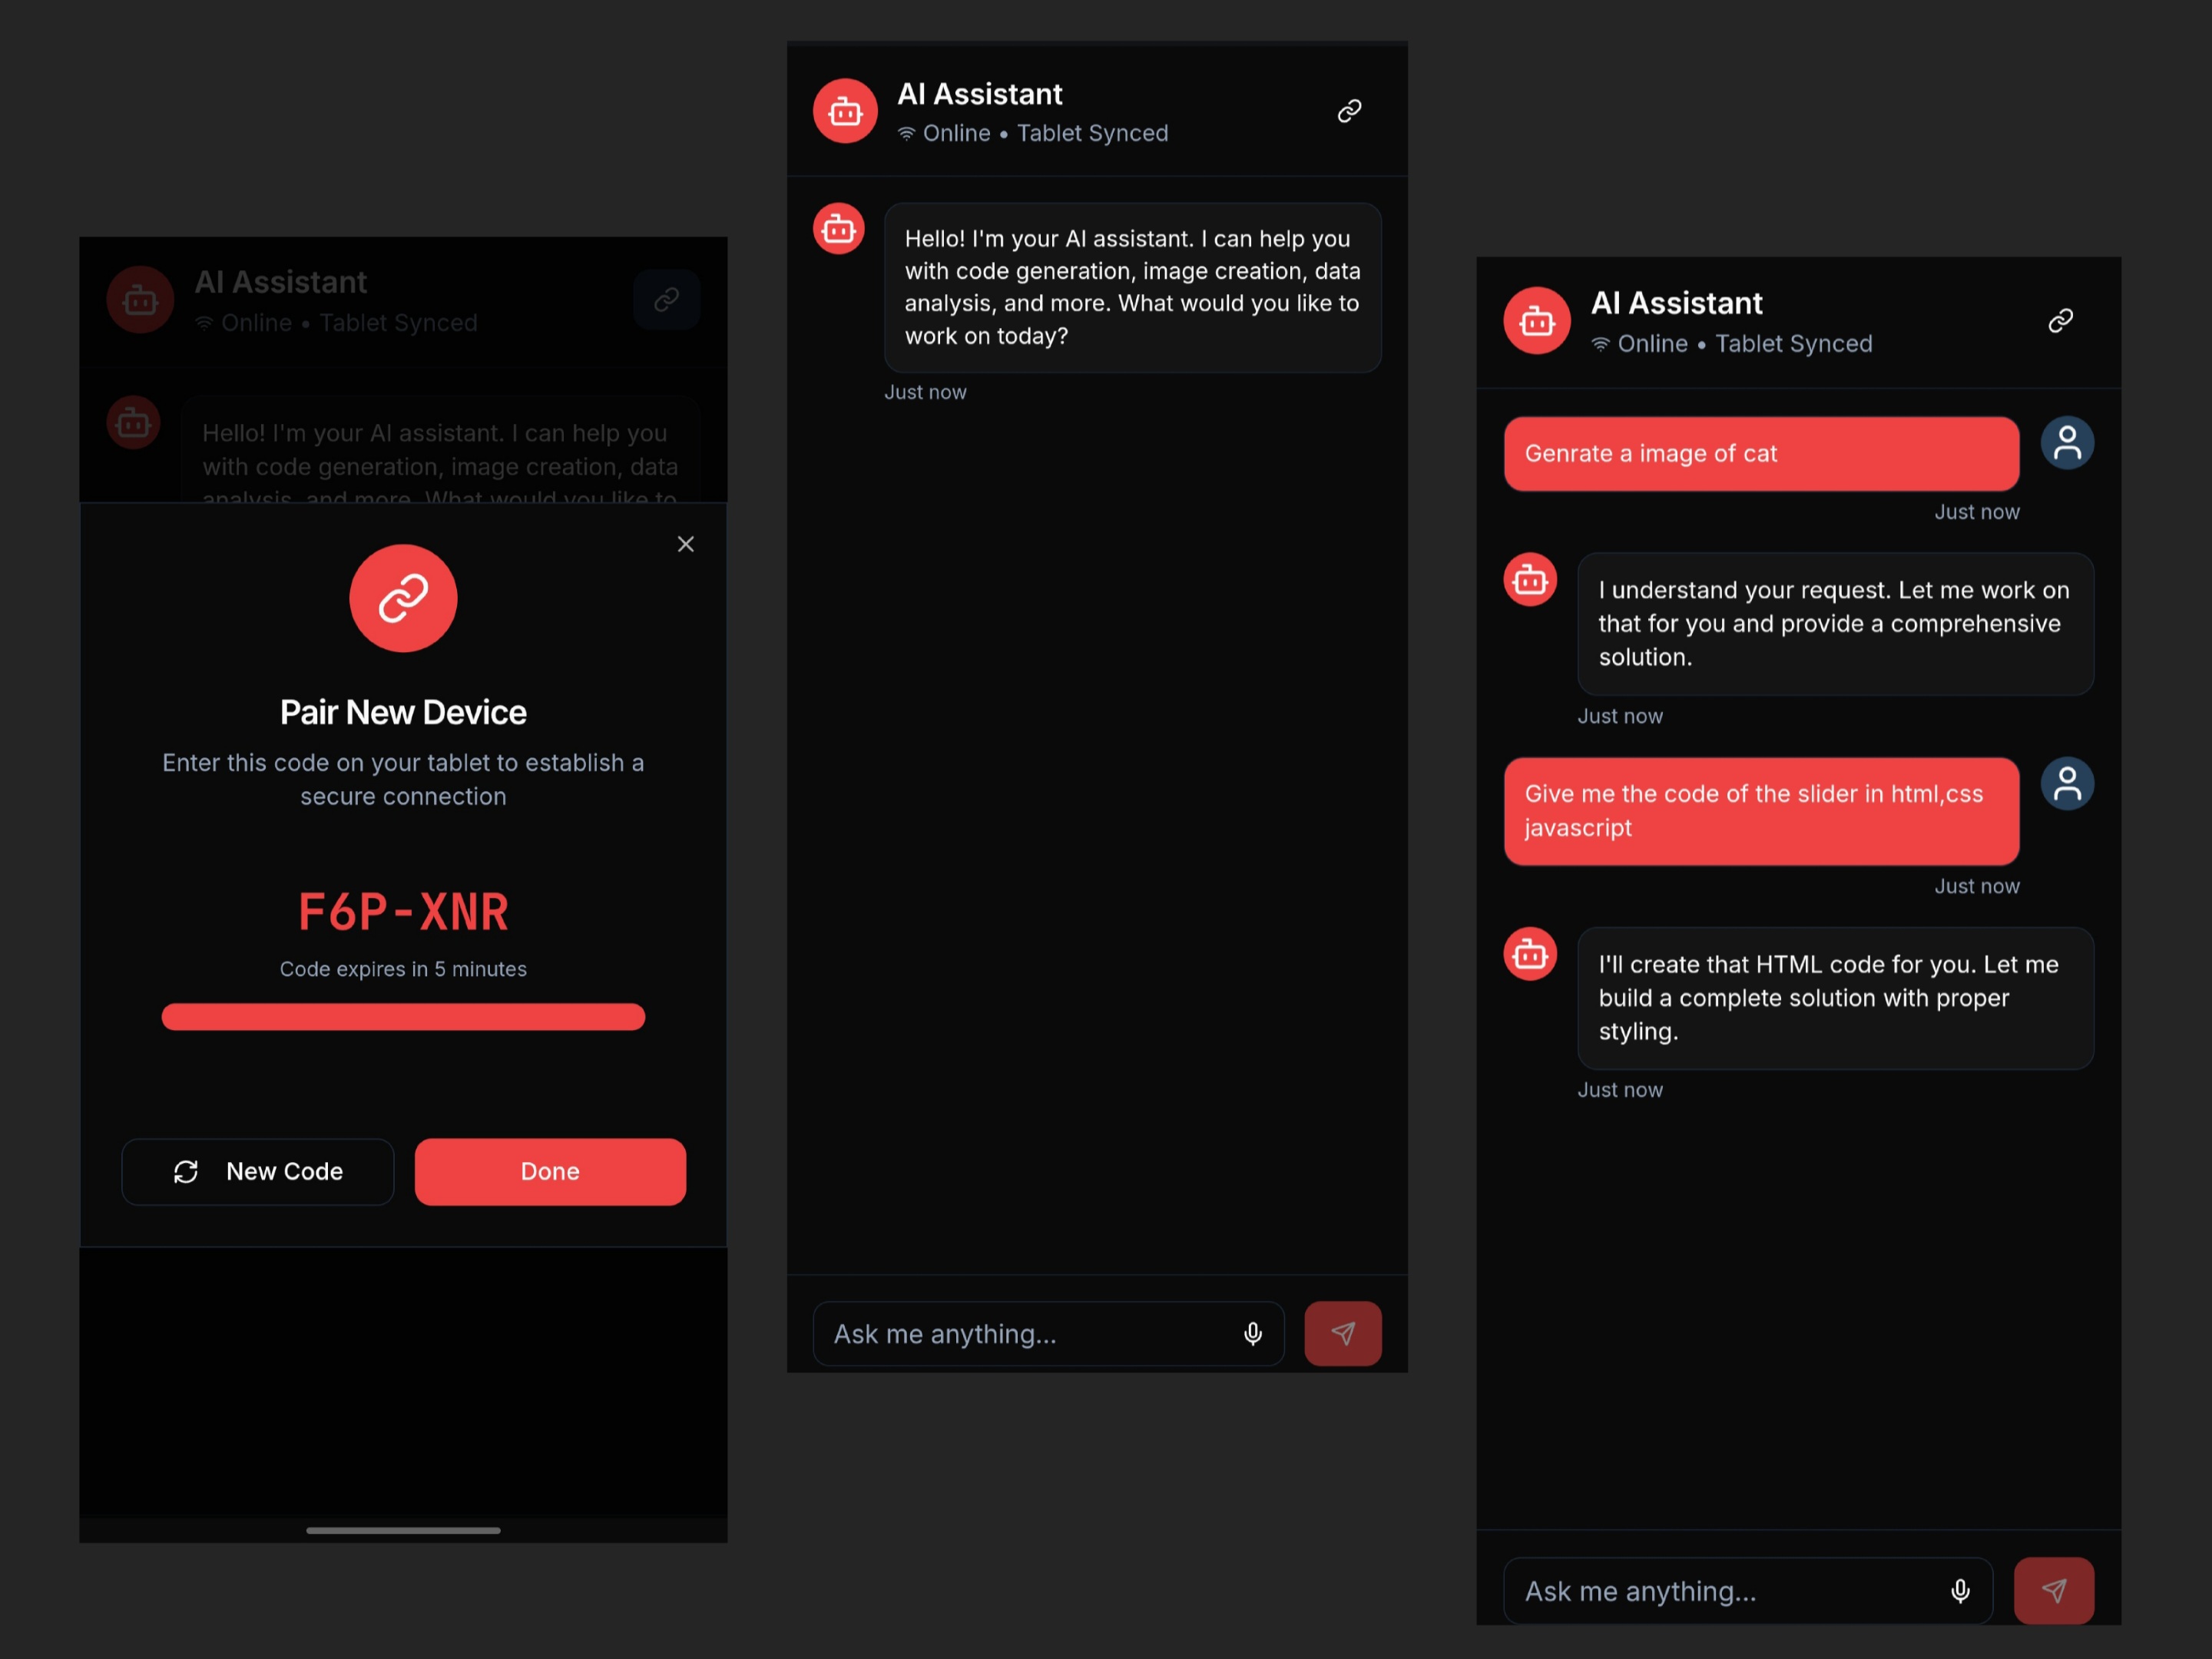 AI Assistant
Online • Tablet Synced
Hello! I'm your AI assistant. I can help you
with code generation, image creation, data
analysis, and more. What would you like to
Pair New Device
Enter this code on your tablet to establish a
secure connection
F6P-XNR
Code expires in 5 minutes
New Code
Done
AI Assistant
Online • Tablet Synced
Hello! I'm your AI assistant. I can help you
with code generation, image creation, data
analysis, and more. What would you like to
work on today?
Just now
Ask me anything...
AI Assistant
Online • Tablet Synced
Genrate a image of cat
Just now
I understand your request. Let me work on
that for you and provide a comprehensive
solution.
Just now
Give me the code of the slider in html,css
javascript
Just now
I'll create that HTML code for you. Let me
build a complete solution with proper
styling.
Just now
Ask me anything...